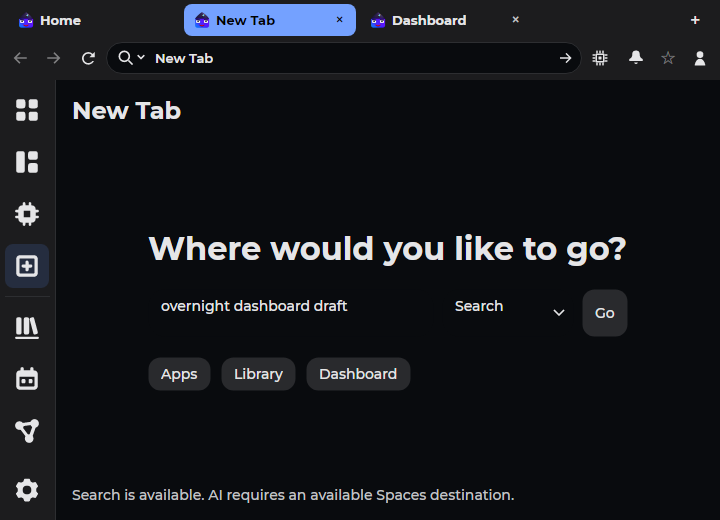 Home
New Tab ×
Dashboard ×
+
New Tab
New Tab
Where would you like to go?
overnight dashboard draft
Search
Go
Apps
Library
Dashboard
Search is available. AI requires an available Spaces destination.